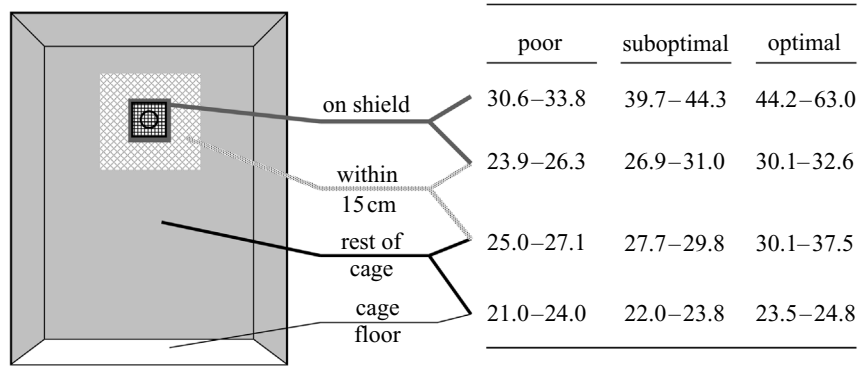 poor suboptimal optimal
on shield 30.6–33.8 39.7–44.3 44.2–63.0
23.9–26.3 26.9–31.0 30.1–32.6
within
15 cm
rest of 25.0–27.1 27.7–29.8 30.1–37.5
cage
cage 21.0–24.0 22.0–23.8 23.5–24.8
floor